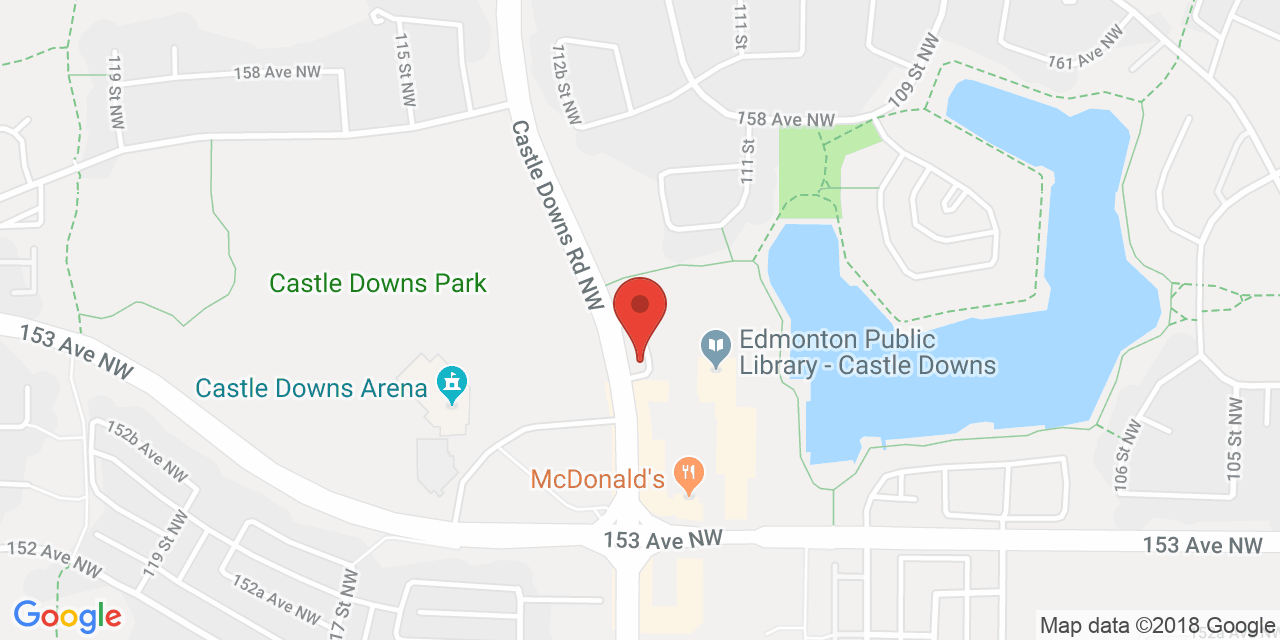 111 St
115 St NW
109 St NW
161 Ave NW
119 St NW
158 Ave NW
112b St NW
158 Ave NW
Castle Downs Rd NW
111 St
Castle Downs Park
153 Ave NW
Edmonton Public
Library - Castle Downs
Castle Downs Arena
152b Ave NW
106 St NW
105 St NW
McDonald's
119 St NW
153 Ave NW
153 Ave NW
152 Ave NW
152a Ave NW
17 St NW
Google
Map data ©2018 Google